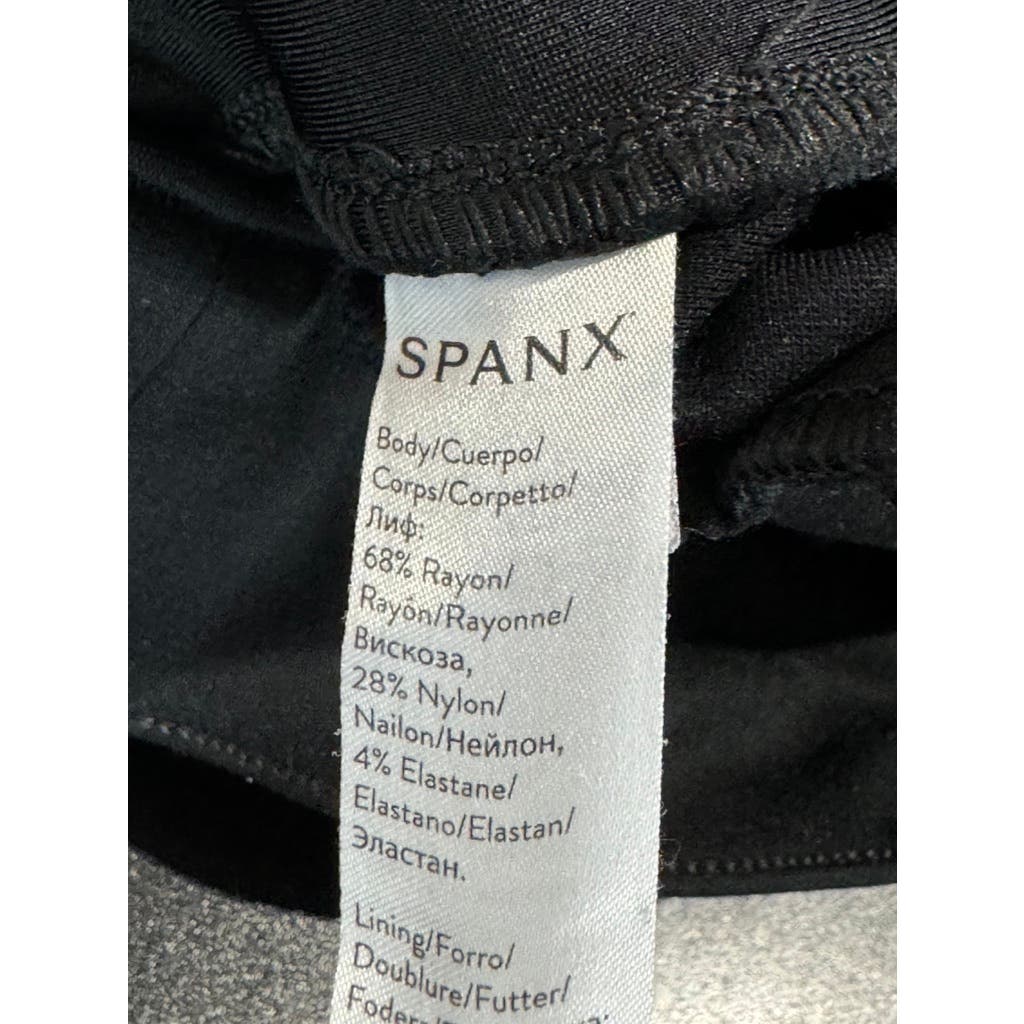 SPANX
Body/Cuerpo/
Corps/Corpetto/
Лиф:
68% Rayon/
Rayón/Rayonne/
Вискоза,
28% Nylon/
Nailon/Нейлон,
4% Elastane/
Elastano/Elastan/
Эластан.
Lining/Forro/
Doublure/Futter/